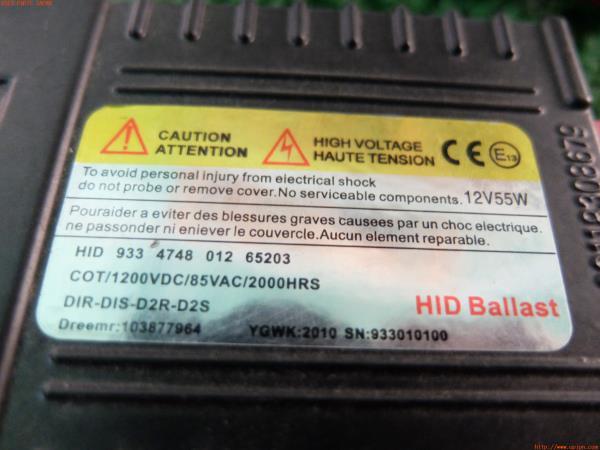 CAUTION
ATTENTION
HIGH VOLTAGE
HAUTE TENSION
CE E13
To avoid personal injury from electrical shock
do not probe or remove cover.No serviceable components. 12V55W
Pouraider a eviter des blessures graves causees par un choc electrique.
ne passonder ni eniever le couvercle.Aucun element reparable.
HID 933 4748 012 65203
COT/1200VDC/85VAC/2000HRS
DIR-DIS-D2R-D2S
HID Ballast
Dreemr:103877964 YGWK:2010 SN:933010100